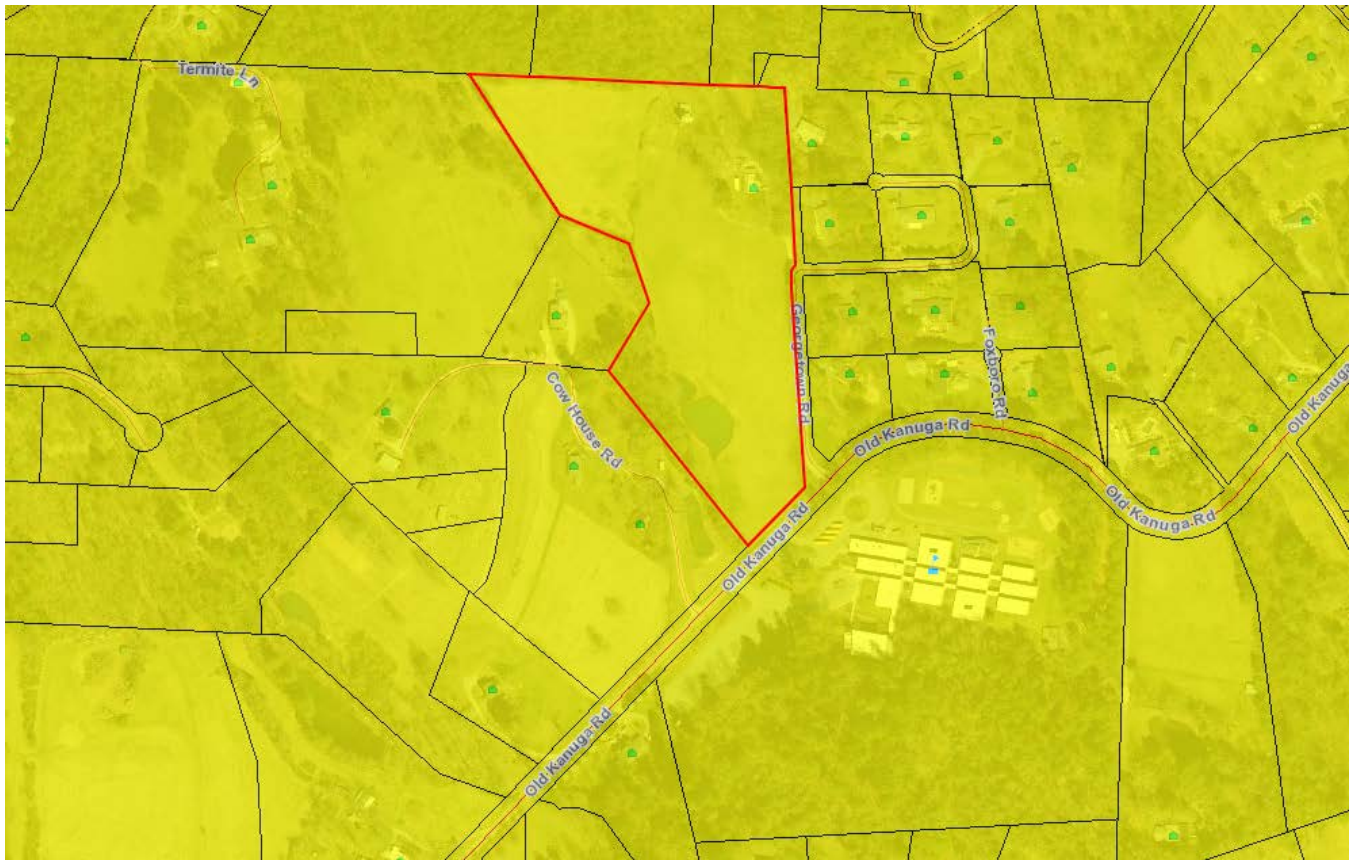 Termite Ln
Georgetown Rd
Foxboro Rd
Cow House Rd
Old Kanuga Rd
Old Kanuga
Old Kanuga Rd
Old Kanuga Rd
Old Kanuga Rd